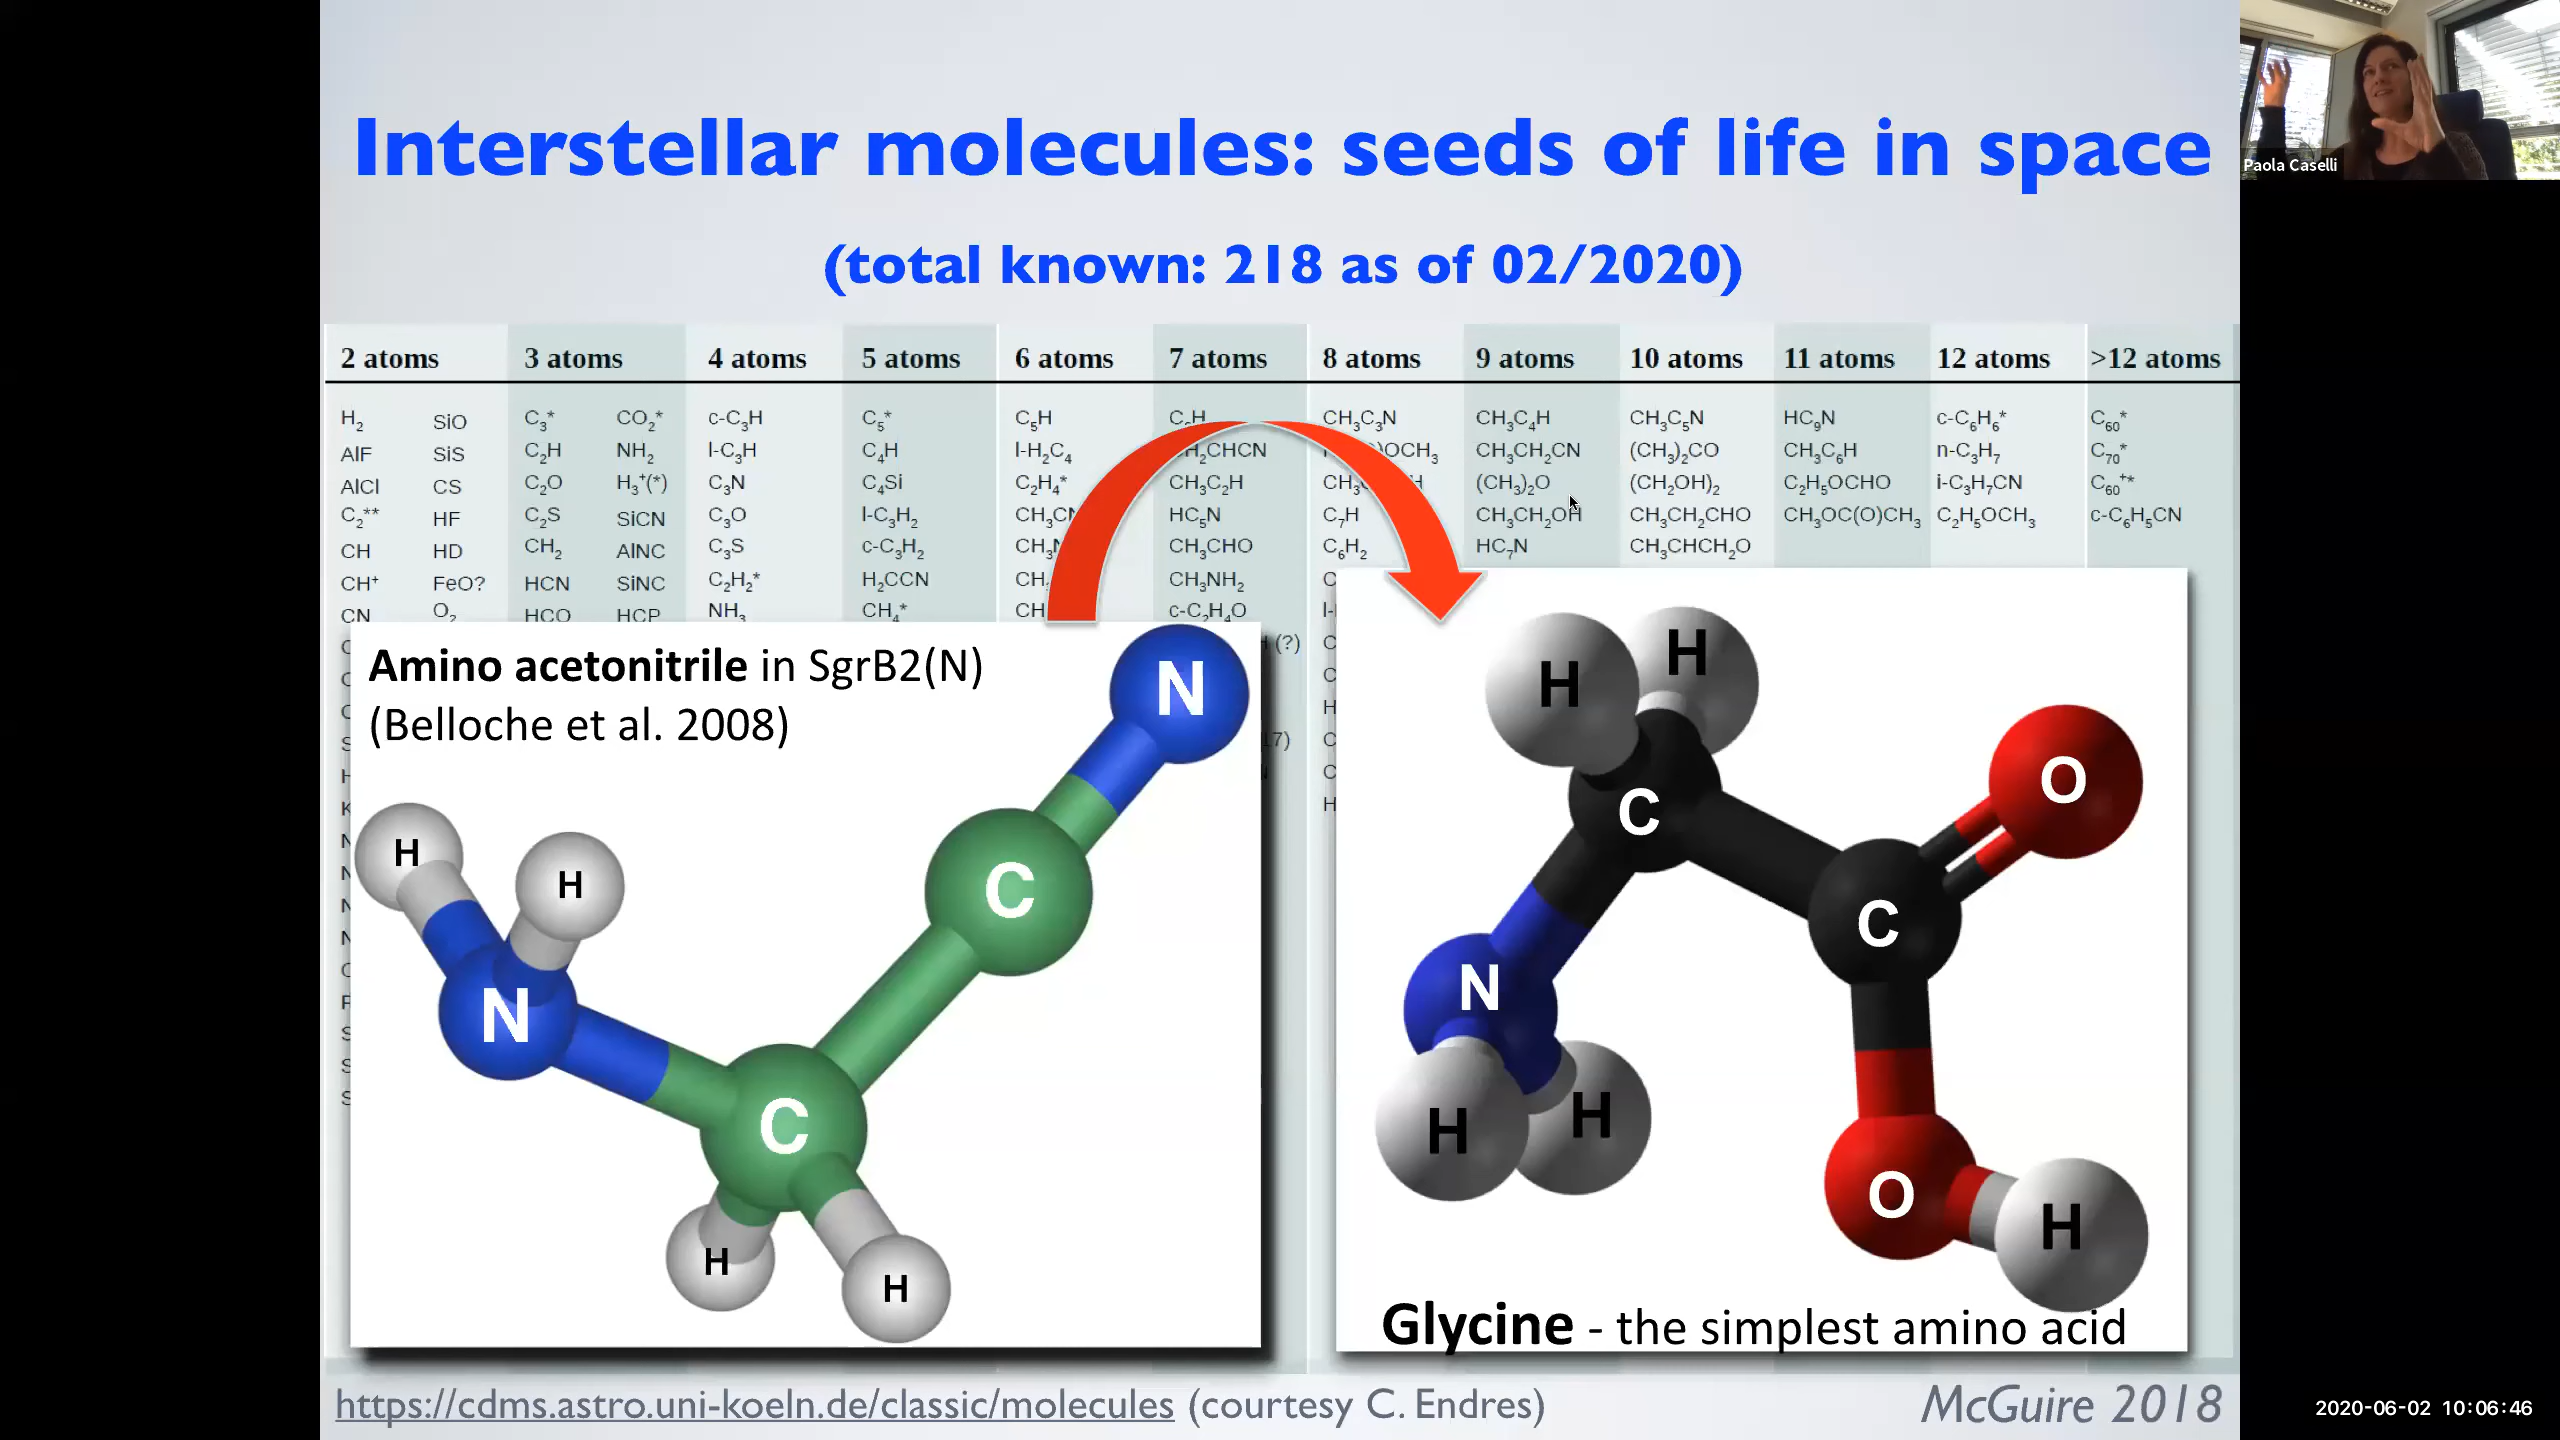 Interstellar molecules: seeds of life in space
(total known: 218 as of 02/2020)
Paola Caselli
2 atoms 3 atoms 4 atoms 5 atoms 6 atoms 7 atoms 8 atoms 9 atoms 10 atoms 11 atoms 12 atoms >12 atoms
H₂ SiO C₃* CO₂* c-C₃H C₅* C₅H CH₃C₃N CH₃C₄H CH₃C₅N HC₉N c-C₆H₆* C₆₀*
AlF SiS C₂H NH₂ l-C₃H C₄H l-H₂C₄ CH₃CH₂CN (CH₃)₂CO CH₃C₆H n-C₃H₇ C₇₀*
AlCl CS C₂O H₃⁺(*) C₃N C₄Si C₂H₄* CH₃C₂H (CH₃)₂O (CH₂OH)₂ C₂H₅OCHO i-C₃H₇CN C₆₀⁺*
C₂** HF C₂S SiCN C₃O l-C₃H₂ HC₅N C₇H CH₃CH₂OH CH₃CH₂CHO CH₃OC(O)CH₃ C₂H₅OCH₃ c-C₆H₅CN
CH HD CH₂ AlNC C₃S c-C₃H₂ CH₃CHO C₆H₂ HC₇N CH₃CHCH₂O
CH⁺ FeO? HCN SiNC C₂H₂* H₂CCN CH₃NH₂
CN O₂ HCO HCP NH₃ CH₄* c-C₂H₄O
Amino acetonitrile in SgrB2(N)
(Belloche et al. 2008)
N
H
H
C
N
C
H
H
H
H
O
C
C
N
H
H
O
H
Glycine - the simplest amino acid
https://cdms.astro.uni-koeln.de/classic/molecules (courtesy C. Endres)
McGuire 2018
2020-06-02 10:06:46